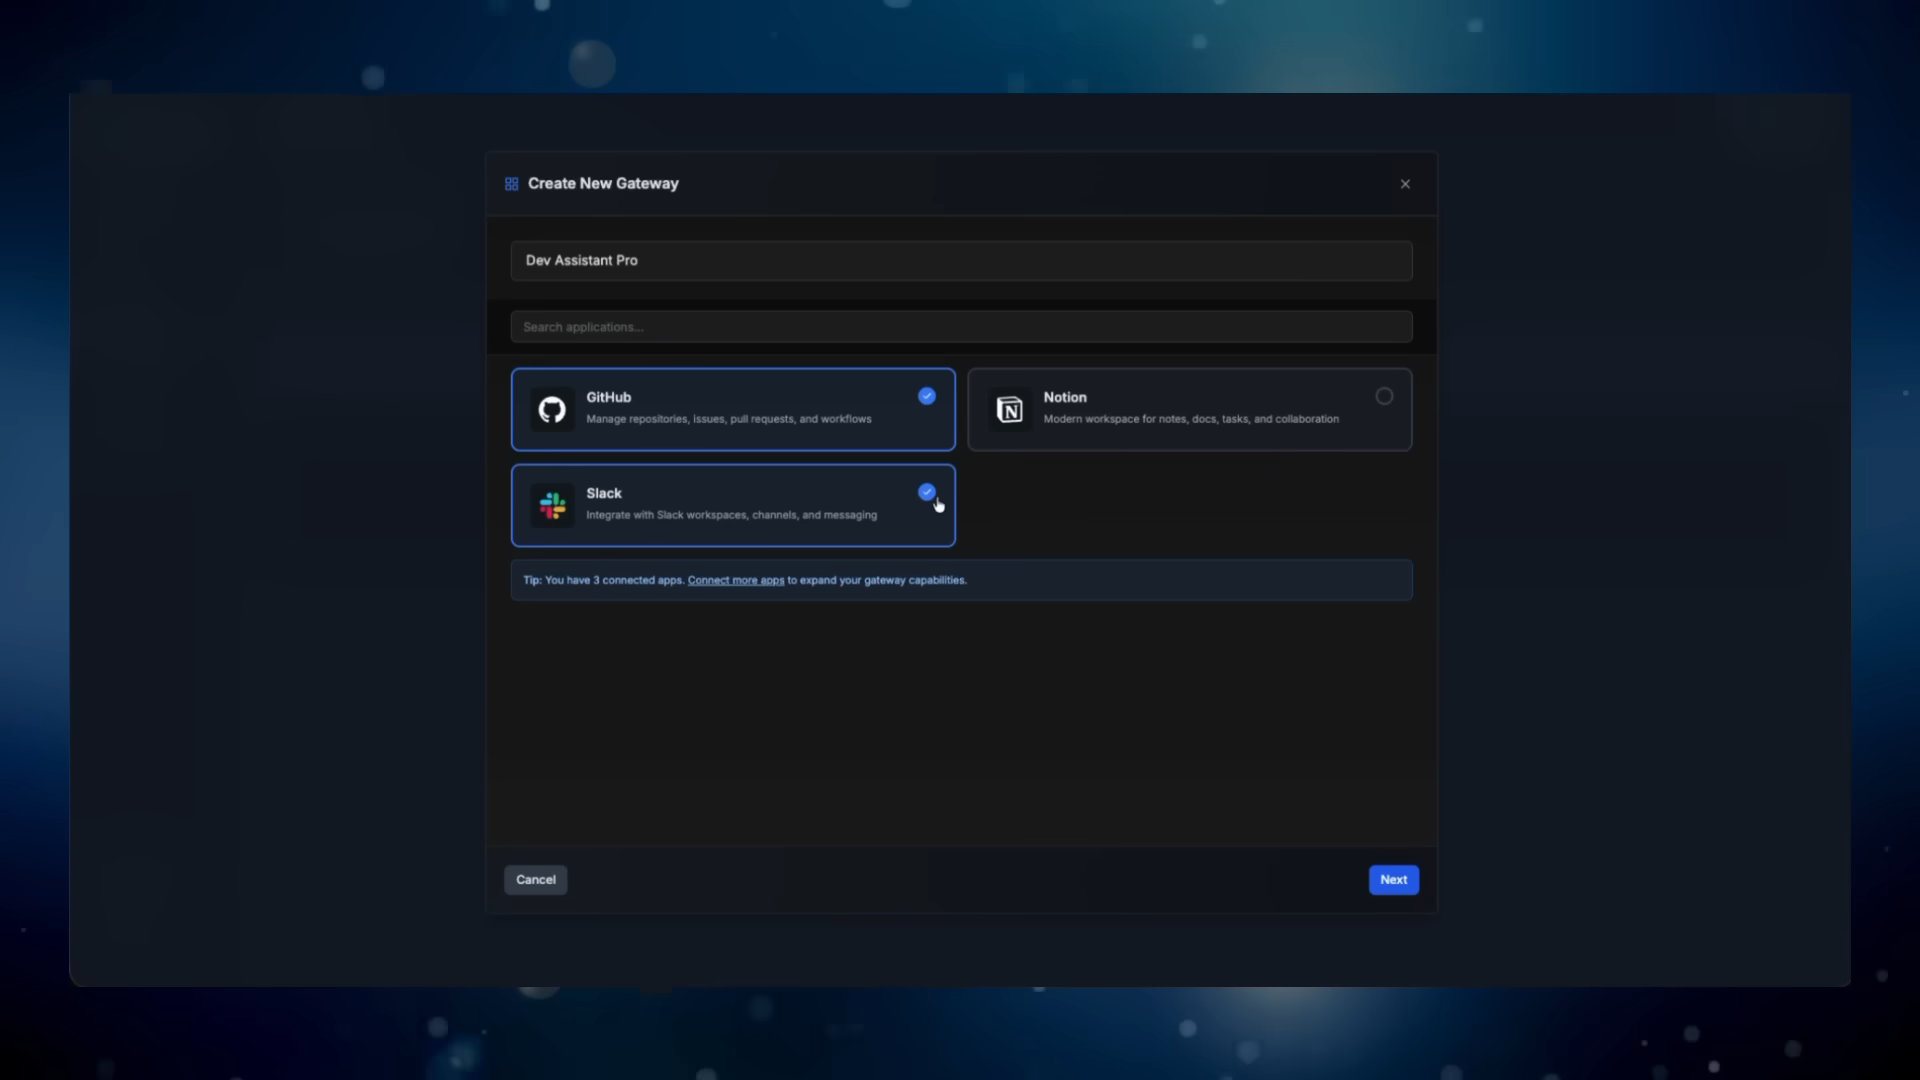 Create New Gateway
Dev Assistant Pro
Search applications...
GitHub
Manage repositories, issues, pull requests, and workflows
Notion
Modern workspace for notes, docs, tasks, and collaboration
Slack
Integrate with Slack workspaces, channels, and messaging
Tip: You have 3 connected apps. Connect more apps to expand your gateway capabilities.
Cancel
Next